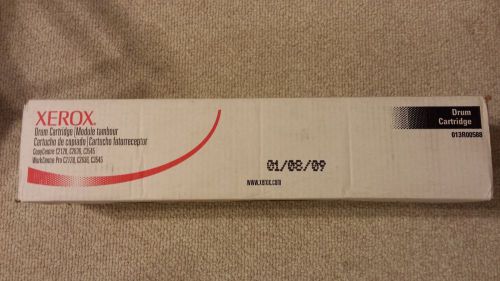 XEROX
Drum Cartridge | Module tambour
Cartucho de copiado | Cartucho fotorreceptor
CopyCentre C2128, C2636, C3545
WorkCentre Pro C2128, C2636, C3545
01/08/09
www.xerox.com
Drum
Cartridge
013R00588